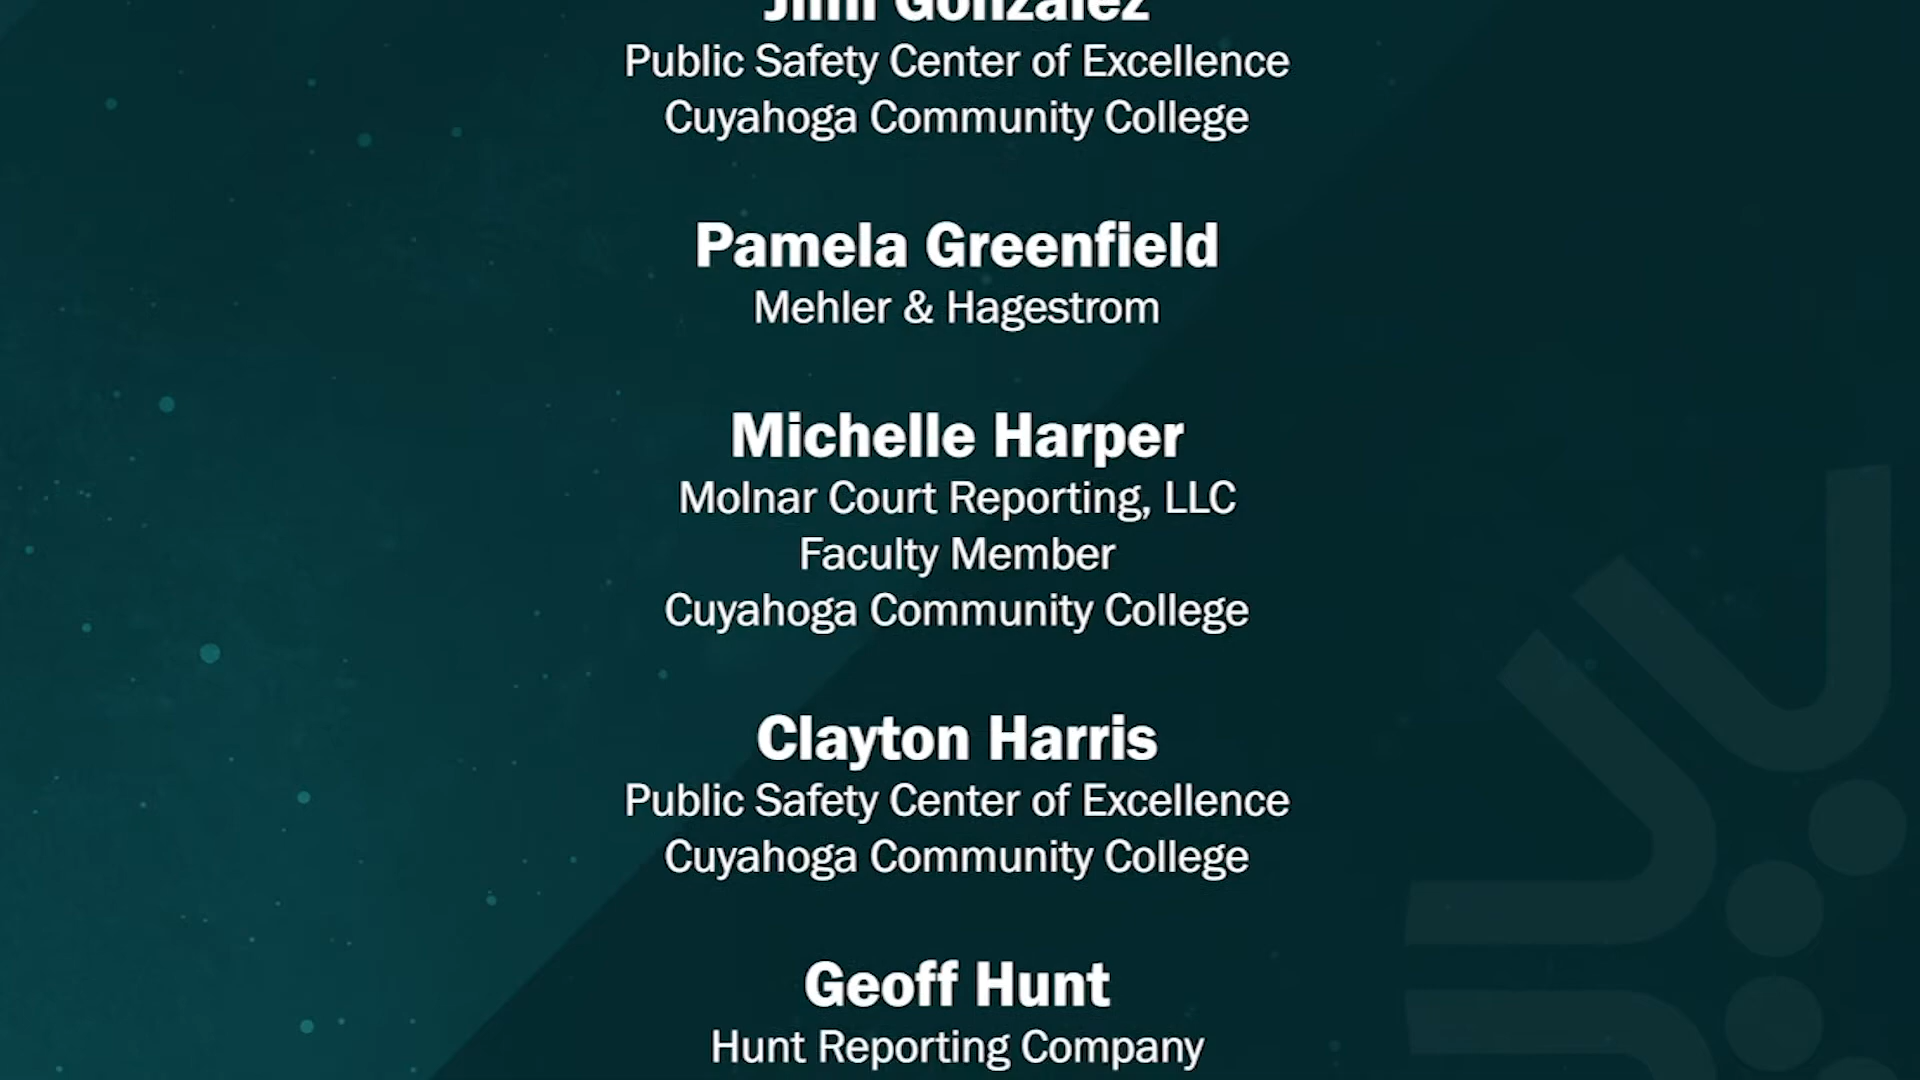 Jimi Gonzalez
Public Safety Center of Excellence
Cuyahoga Community College
Pamela Greenfield
Mehler & Hagestrom
Michelle Harper
Molnar Court Reporting, LLC
Faculty Member
Cuyahoga Community College
Clayton Harris
Public Safety Center of Excellence
Cuyahoga Community College
Geoff Hunt
Hunt Reporting Company